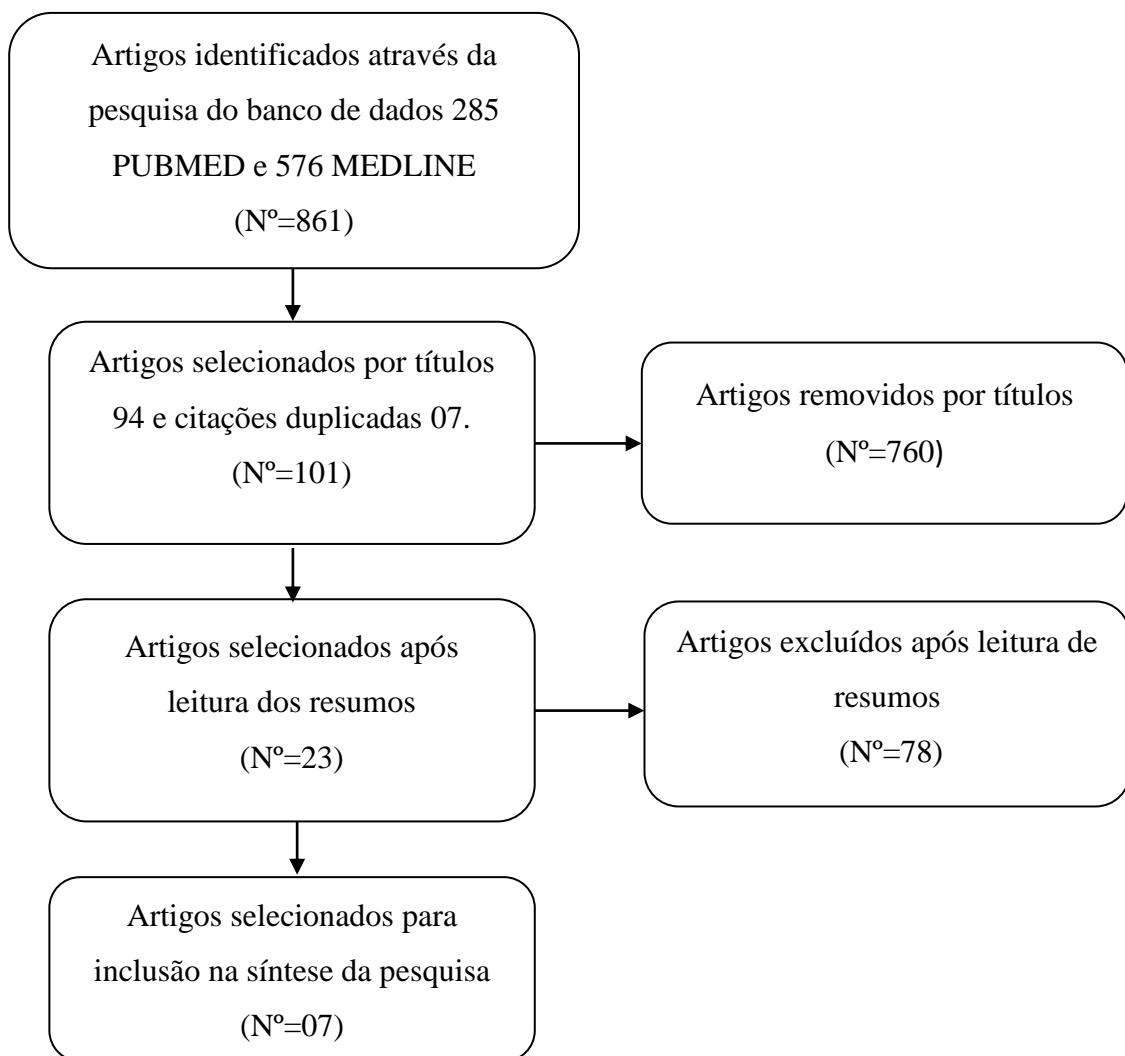 Artigos identificados através da
pesquisa do banco de dados 285
PUBMED e 576 MEDLINE
(Nº=861)
Artigos selecionados por títulos
94 e citações duplicadas 07.
(Nº=101)
Artigos removidos por títulos
(Nº=760)
Artigos selecionados após
leitura dos resumos
(Nº=23)
Artigos excluídos após leitura de
resumos
(Nº=78)
Artigos selecionados para
inclusão na síntese da pesquisa
(Nº=07)